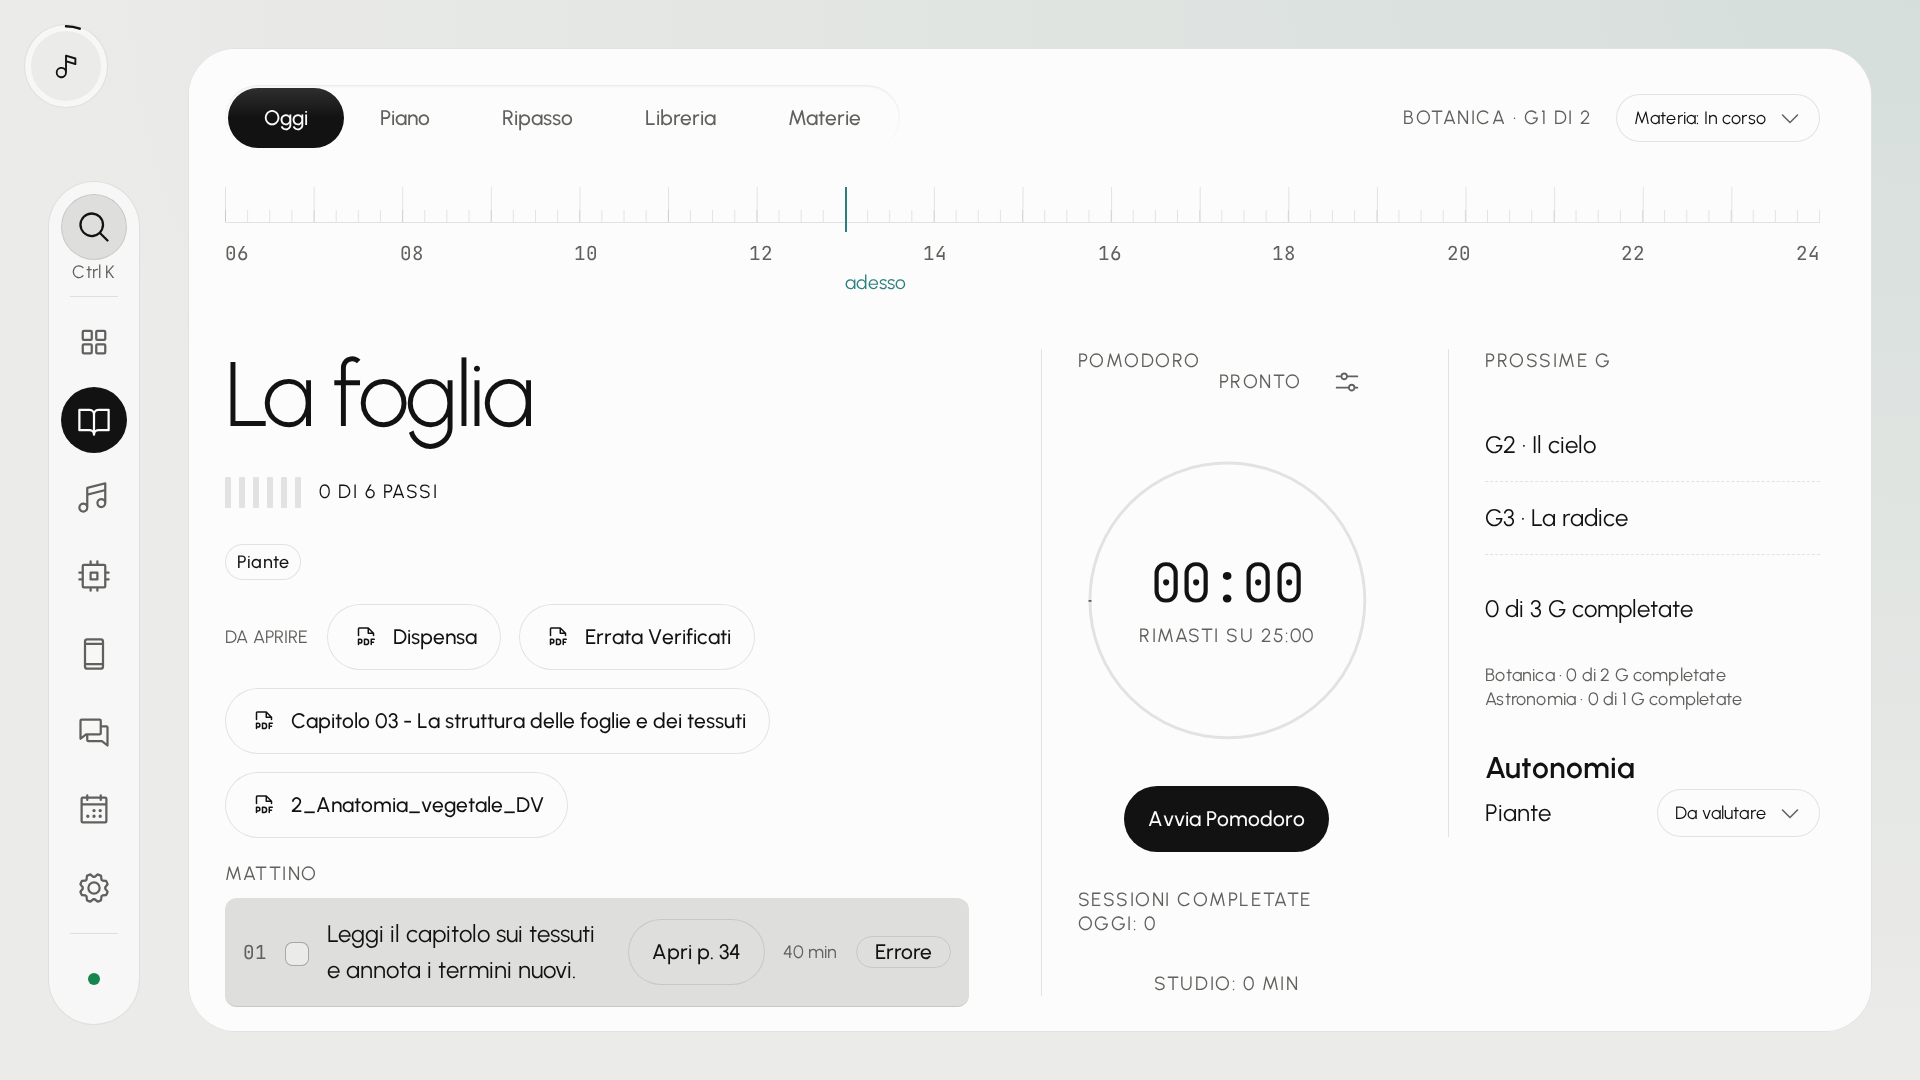 Oggi
Piano
Ripasso
Libreria
Materie
BOTANICA · G1 DI 2
Materia: In corso
Ctrl K
06 08 10 12 14 16 18 20 22 24
adesso
La foglia
0 DI 6 PASSI
Piante
DA APRIRE
PDF Dispensa
PDF Errata Verificati
PDF Capitolo 03 - La struttura delle foglie e dei tessuti
PDF 2_Anatomia_vegetale_DV
MATTINO
01
Leggi il capitolo sui tessuti
e annota i termini nuovi.
Apri p. 34
40 min
Errore
POMODORO
PRONTO
00:00
RIMASTI SU 25:00
Avvia Pomodoro
SESSIONI COMPLETATE
OGGI: 0
STUDIO: 0 MIN
PROSSIME G
G2 · Il cielo
G3 · La radice
0 di 3 G completate
Botanica · 0 di 2 G completate
Astronomia · 0 di 1 G completate
Autonomia
Piante
Da valutare